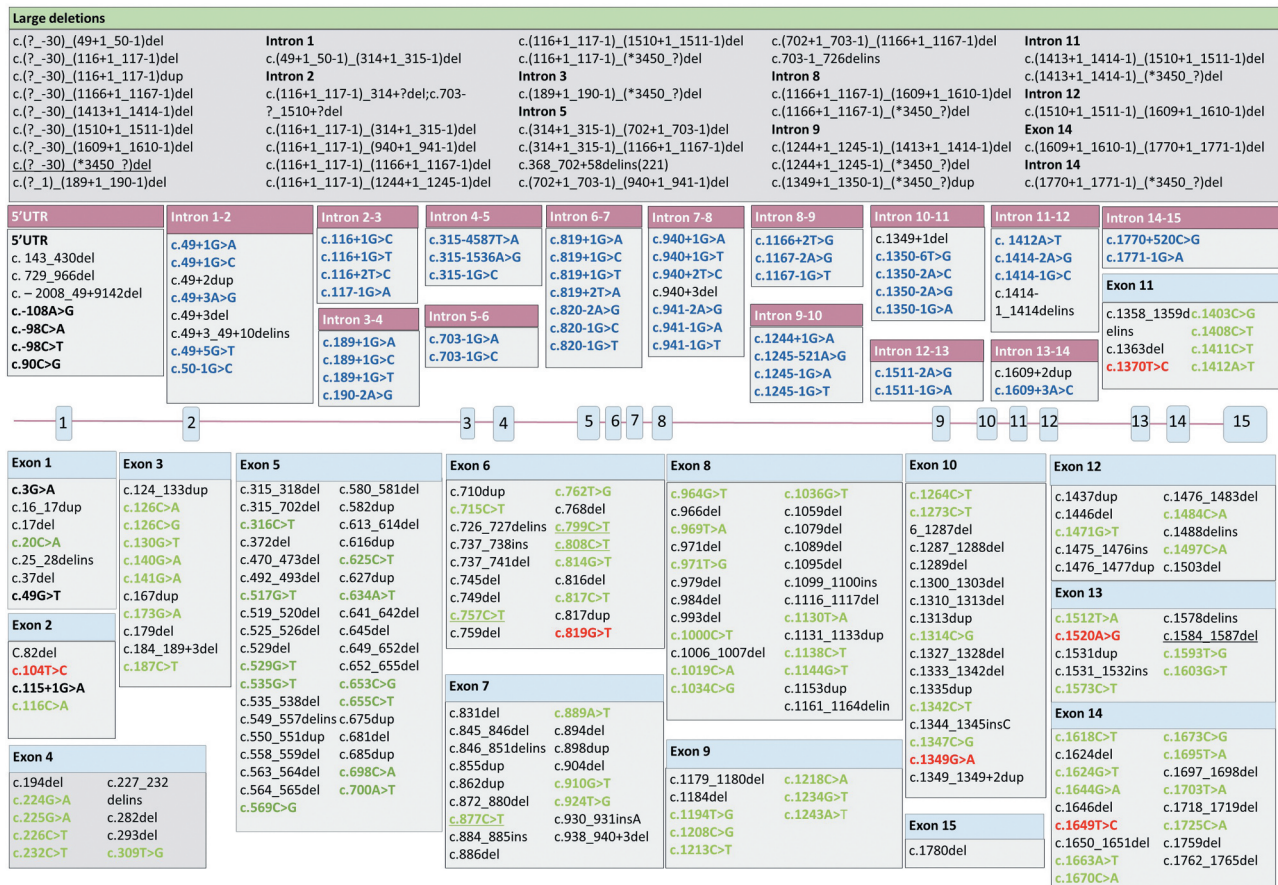 Large deletions
c.(?_-30)_(49+1_50-1)del
c.(?_-30)_(116+1_117-1)del
c.(?_-30)_(116+1_117-1)dup
c.(?_-30)_(1166+1_1167-1)del
c.(?_-30)_(1413+1_1414-1)del
c.(?_-30)_(1510+1_1511-1)del
c.(?_-30)_(1609+1_1610-1)del
c.(?_-30)_(*3450_?)del
c.(?_1)_(189+1_190-1)del
Intron 1
c.(49+1_50-1)_(314+1_315-1)del
Intron 2
c.(116+1_117-1)_314+?del;c.703-
?_1510+?del
c.(116+1_117-1)_(314+1_315-1)del
c.(116+1_117-1)_(940+1_941-1)del
c.(116+1_117-1)_(1166+1_1167-1)del
c.(116+1_117-1)_(1244+1_1245-1)del
c.(116+1_117-1)_(1510+1_1511-1)del
c.(116+1_117-1)_(*3450_?)del
Intron 3
c.(189+1_190-1)_(*3450_?)del
Intron 5
c.(314+1_315-1)_(702+1_703-1)del
c.(314+1_315-1)_(1166+1_1167-1)del
c.368_702+58delins(221)
c.(702+1_703-1)_(940+1_941-1)del
c.(702+1_703-1)_(1166+1_1167-1)del
c.703-1_726delins
Intron 8
c.(1166+1_1167-1)_(1609+1_1610-1)del
c.(1166+1_1167-1)_(*3450_?)del
Intron 9
c.(1244+1_1245-1)_(1413+1_1414-1)del
c.(1244+1_1245-1)_(*3450_?)del
c.(1349+1_1350-1)_(*3450_?)dup
Intron 11
c.(1413+1_1414-1)_(1510+1_1511-1)del
c.(1413+1_1414-1)_(*3450_?)del
Intron 12
c.(1510+1_1511-1)_(1609+1_1610-1)del
Exon 14
c.(1609+1_1610-1)_(1770+1_1771-1)del
Intron 14
c.(1770+1_1771-1)_(*3450_?)del
5’UTR
5’UTR
c. 143_430del
c. 729_966del
c. – 2008_49+9142del
c.-108A>G
c.-98C>A
c.-98C>T
c.90C>G
Intron 1-2
c.49+1G>A
c.49+1G>C
c.49+2dup
c.49+3A>G
c.49+3del
c.49+3_49+10delins
c.49+5G>T
c.50-1G>C
Intron 2-3
c.116+1G>C
c.116+1G>T
c.116+2T>C
c.117-1G>A
Intron 3-4
c.189+1G>A
c.189+1G>C
c.189+1G>T
c.190-2A>G
Intron 4-5
c.315-4587T>A
c.315-1536A>G
c.315-1G>C
Intron 5-6
c.703-1G>A
c.703-1G>C
Intron 6-7
c.819+1G>A
c.819+1G>C
c.819+1G>T
c.819+2T>A
c.820-2A>G
c.820-1G>C
c.820-1G>T
Intron 7-8
c.940+1G>A
c.940+1G>T
c.940+2T>C
c.940+3del
c.941-2A>G
c.941-1G>A
c.941-1G>T
Intron 8-9
c.1166+2T>G
c.1167-2A>G
c.1167-1G>T
Intron 9-10
c.1244+1G>A
c.1245-521A>G
c.1245-1G>A
c.1245-1G>T
Intron 10-11
c.1349+1del
c.1350-6T>G
c.1350-2A>C
c.1350-2A>G
c.1350-1G>A
Intron 12-13
c.1511-2A>G
c.1511-1G>A
Intron 11-12
c. 1412A>T
c.1414-2A>G
c.1414-1G>C
c.1414-
1_1414delins
Intron 13-14
c.1609+2dup
c.1609+3A>C
Intron 14-15
c.1770+520C>G
c.1771-1G>A
Exon 11
c.1358_1359d
elins
c.1363del
c.1370T>C
c.1403C>G
c.1408C>T
c.1411C>T
c.1412A>T
1 2 3 4 5 6 7 8 9 10 11 12 13 14 15
Exon 1
c.3G>A
c.16_17dup
c.17del
c.20C>A
c.25_28delins
c.37del
c.49G>T
Exon 2
c.82del
c.104T>C
c.115+1G>A
c.116C>A
Exon 3
c.124_133dup
c.126C>A
c.126C>G
c.130G>T
c.140G>A
c.141G>A
c.167dup
c.173G>A
c.179del
c.184_189+3del
c.187C>T
Exon 4
c.194del
c.224G>A
c.225G>A
c.226C>T
c.232C>T
c.227_232
delins
c.282del
c.293del
c.309T>G
Exon 5
c.315_318del
c.315_702del
c.316C>T
c.372del
c.470_473del
c.492_493del
c.517G>T
c.519_520del
c.525_526del
c.529del
c.529G>T
c.535G>T
c.535_538del
c.549_557delins
c.550_551dup
c.558_559del
c.563_564del
c.564_565del
c.569C>G
c.580_581del
c.582dup
c.613_614del
c.616dup
c.625C>T
c.627dup
c.634A>T
c.641_642del
c.645del
c.649_652del
c.652_655del
c.653C>G
c.655C>T
c.675dup
c.681del
c.685dup
c.698C>A
c.700A>T
Exon 6
c.710dup
c.715C>T
c.726_727delins
c.737_738ins
c.737_741del
c.745del
c.749del
c.757C>T
c.759del
c.762T>G
c.768del
c.799C>T
c.808C>T
c.814G>T
c.816del
c.817C>T
c.817dup
c.819G>T
Exon 7
c.831del
c.845_846del
c.846_851delins
c.855dup
c.862dup
c.872_880del
c.877C>T
c.884_885ins
c.886del
c.889A>T
c.894del
c.898dup
c.904del
c.910G>T
c.924T>G
c.930_931insA
c.938_940+3del
Exon 8
c.964G>T
c.966del
c.969T>A
c.971del
c.971T>G
c.979del
c.984del
c.993del
c.1000C>T
c.1006_1007del
c.1019C>A
c.1034C>G
c.1036G>T
c.1059del
c.1079del
c.1089del
c.1095del
c.1099_1100ins
c.1116_1117del
c.1130T>A
c.1131_1133dup
c.1138C>T
c.1144G>T
c.1153dup
c.1161_1164delin
Exon 9
c.1179_1180del
c.1184del
c.1194T>G
c.1208C>G
c.1213C>T
c.1218C>A
c.1234G>T
c.1243A>T
Exon 10
c.1264C>T
c.1273C>T
6_1287del
c.1287_1288del
c.1289del
c.1300_1303del
c.1310_1313del
c.1313dup
c.1314C>G
c.1327_1328del
c.1333_1342del
c.1335dup
c.1342C>T
c.1344_1345insC
c.1347C>G
c.1349G>A
c.1349_1349+2dup
Exon 15
c.1780del
Exon 12
c.1437dup
c.1446del
c.1471G>T
c.1475_1476ins
c.1476_1477dup
c.1476_1483del
c.1484C>A
c.1488delins
c.1497C>A
c.1503del
Exon 13
c.1512T>A
c.1520A>G
c.1531dup
c.1531_1532ins
c.1573C>T
c.1578delins
c.1584_1587del
c.1593T>G
c.1603G>T
Exon 14
c.1618C>T
c.1624del
c.1624G>T
c.1644G>A
c.1646del
c.1649T>C
c.1650_1651del
c.1663A>T
c.1670C>A
c.1673C>G
c.1695T>A
c.1697_1698del
c.1703T>A
c.1718_1719del
c.1725C>A
c.1759del
c.1762_1765del